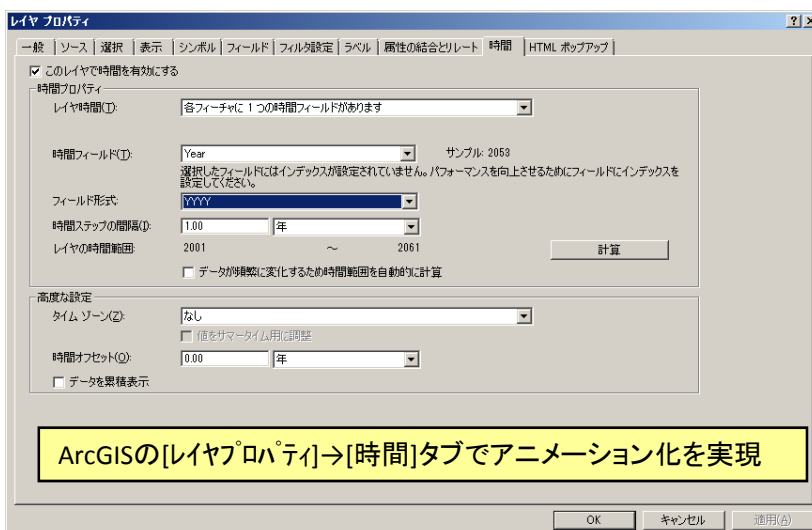 レイヤ プロパティ
一般 ソース 選択 表示 シンボル フィールド フィルタ設定 ラベル 属性の結合とリレート 時間 HTML ポップアップ
このレイヤで時間を有効にする
時間プロパティ
レイヤ時間(T): 各フィーチャに 1 つの時間フィールドがあります
時間フィールド(T): Year サンプル: 2053
選択したフィールドにはインデックスが設定されていません。パフォーマンスを向上させるためにフィールドにインデックスを
設定してください。
フィールド形式: YYYY
時間ステップの間隔(I): 1.00 年
レイヤの時間範囲: 2001 ～ 2061 計算
データが頻繁に変化するため時間範囲を自動的に計算
高度な設定
タイム ゾーン(Z): なし
値をサマータイム用に調整
時間オフセット(O): 0.00 年
データを累積表示
ArcGISの[ﾚｲﾔﾌﾟﾛﾊﾟﾃｨ]→[時間]タブでアニメーション化を実現
OK キャンセル 適用(A)